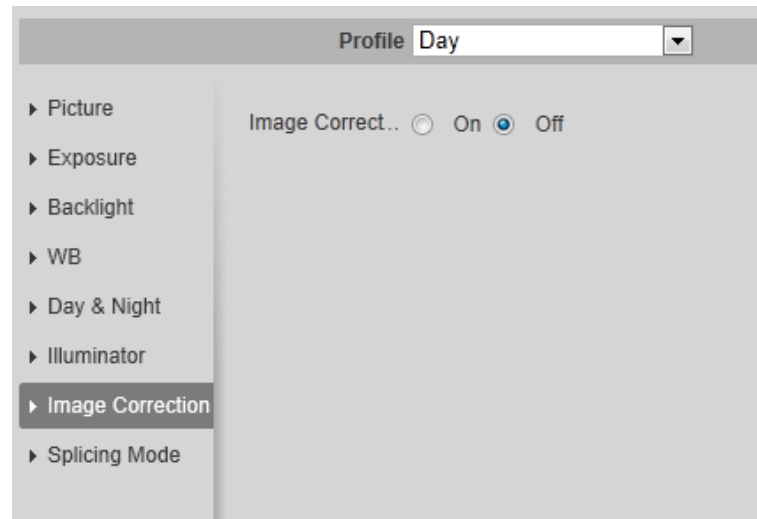 Profile Day
Picture
Image Correct.. On Off
Exposure
Backlight
WB
Day & Night
Illuminator
Image Correction
Splicing Mode